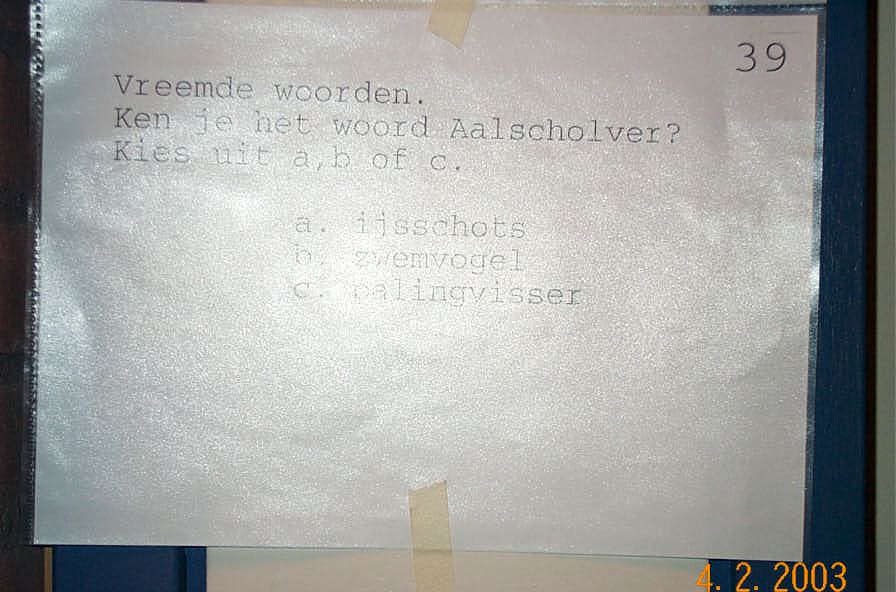 39
Vreemde woorden.
Ken je het woord Aalscholver?
Kies uit a,b of c.
a. ijsschots
b. zwemvogel
c. palingvisser
4. 2. 2003